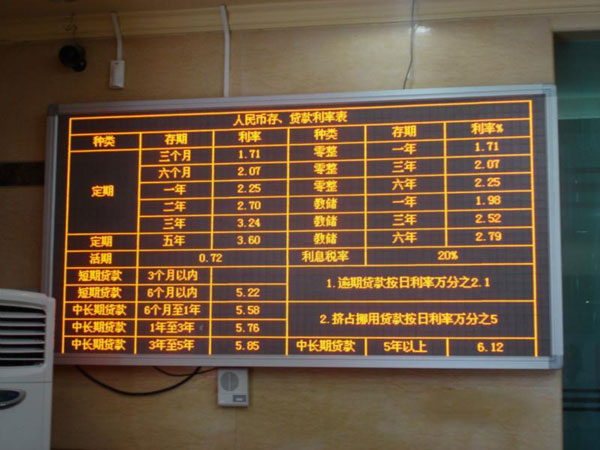 人民币存、贷款利率表
种类 存期 利率 种类 存期 利率%
定期 三个月 1.71 零整 一年 1.71
六个月 2.07 零整 三年 2.07
一年 2.25 零整 六年 2.25
二年 2.70 教储 一年 1.98
三年 3.24 教储 三年 2.52
定期 五年 3.60 教储 六年 2.79
活期 0.72 利息税率 20%
短期贷款 3个月以内 1.逾期贷款按日利率万分之2.1
短期贷款 6个月以内 5.22
中长期贷款 6个月至1年 5.58 2.挤占挪用贷款按日利率万分之5
中长期贷款 1年至3年 5.76
中长期贷款 3年至5年 5.85 中长期贷款 5年以上 6.12